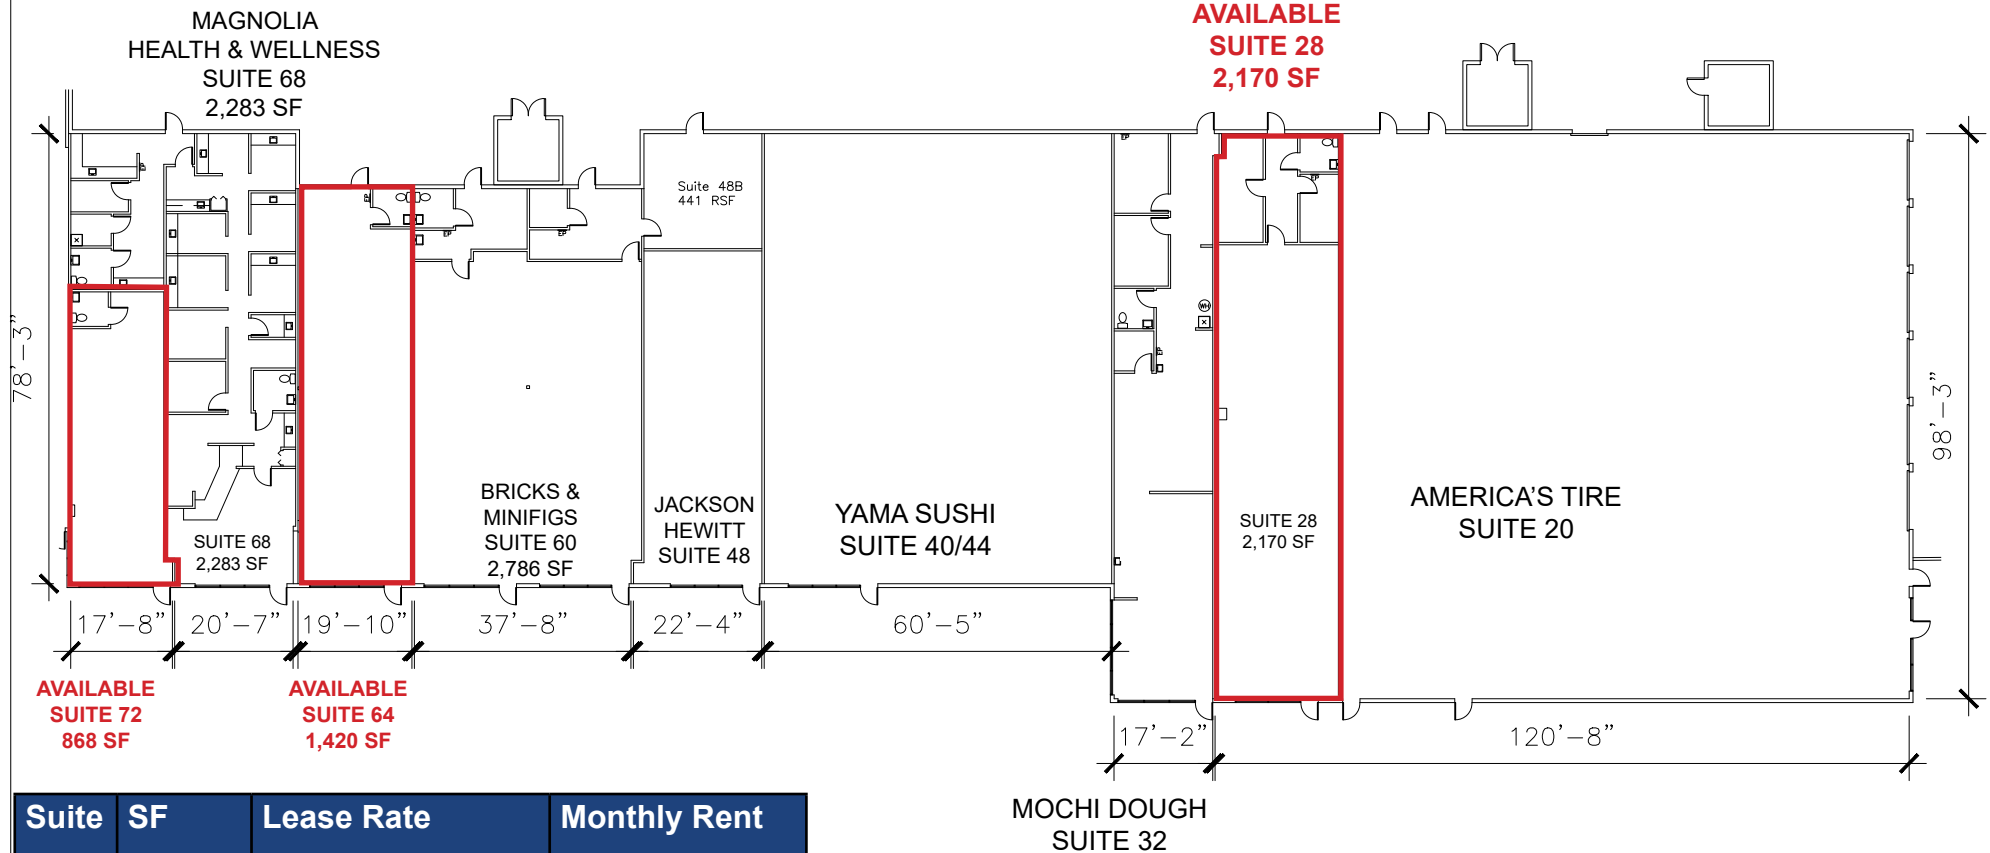 MAGNOLIA
HEALTH & WELLNESS
SUITE 68
2,283 SF
AVAILABLE
SUITE 28
2,170 SF
Suite 48B
441 RSF
78'-3"
98'-3"
WH
BRICKS &
MINIFIGS
SUITE 60
2,786 SF
JACKSON
HEWITT
SUITE 48
YAMA SUSHI
SUITE 40/44
AMERICA'S TIRE
SUITE 20
SUITE 28
2,170 SF
SUITE 68
2,283 SF
17'-8" 20'-7" 19'-10" 37'-8" 22'-4" 60'-5"
AVAILABLE
SUITE 72
868 SF
AVAILABLE
SUITE 64
1,420 SF
17'-2" 120'-8"
MOCHI DOUGH
SUITE 32
Suite SF Lease Rate Monthly Rent